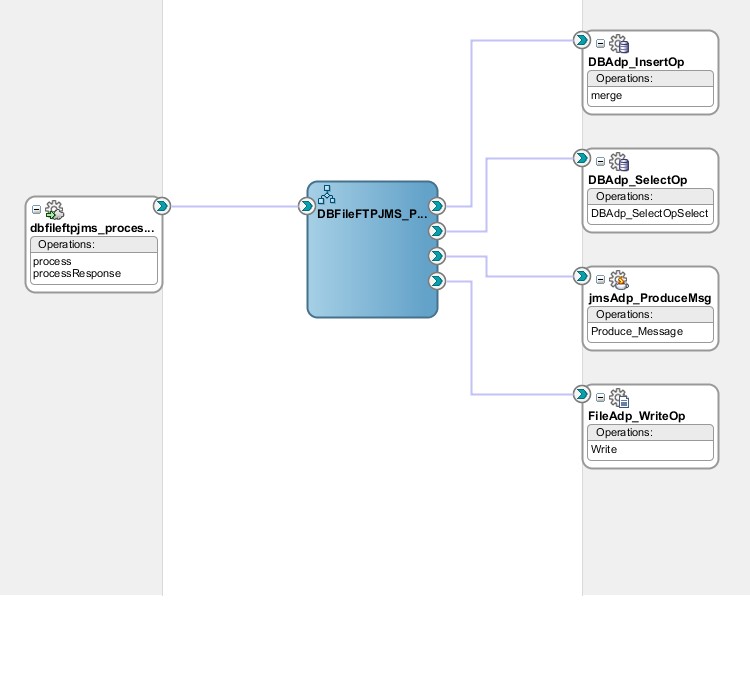 dbfileftpjms_proces...
Operations:
process
processResponse
DBFileFTPJMS_P...
DBAdp_InsertOp
Operations:
merge
DBAdp_SelectOp
Operations:
DBAdp_SelectOpSelect
jmsAdp_ProduceMsg
Operations:
Produce_Message
FileAdp_WriteOp
Operations:
Write